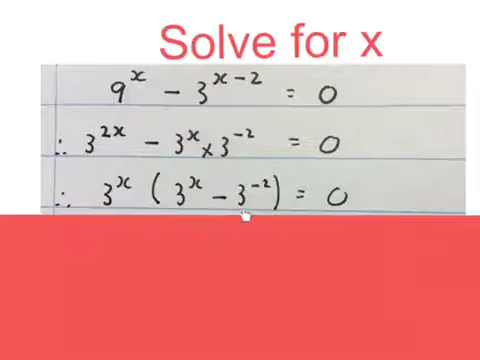 Solve for x
9^x - 3^(x-2) = 0
∴ 3^(2x) - 3^x × 3^(-2) = 0
∴ 3^x (3^x - 3^(-2)) = 0